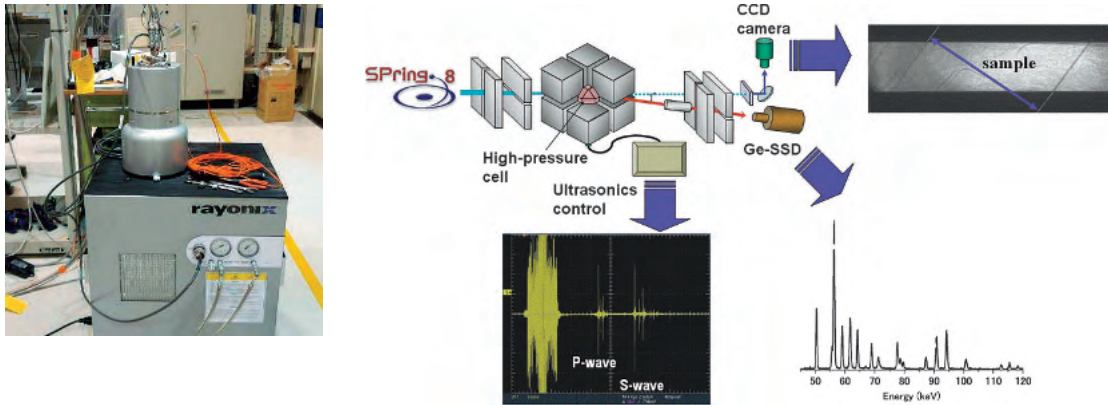 rayonix
SPring-8
CCD
camera
High-pressure
cell
Ultrasonics
control
Ge-SSD
sample
P-wave
S-wave
50 60 70 80 90 100 110 120
Energy (keV)